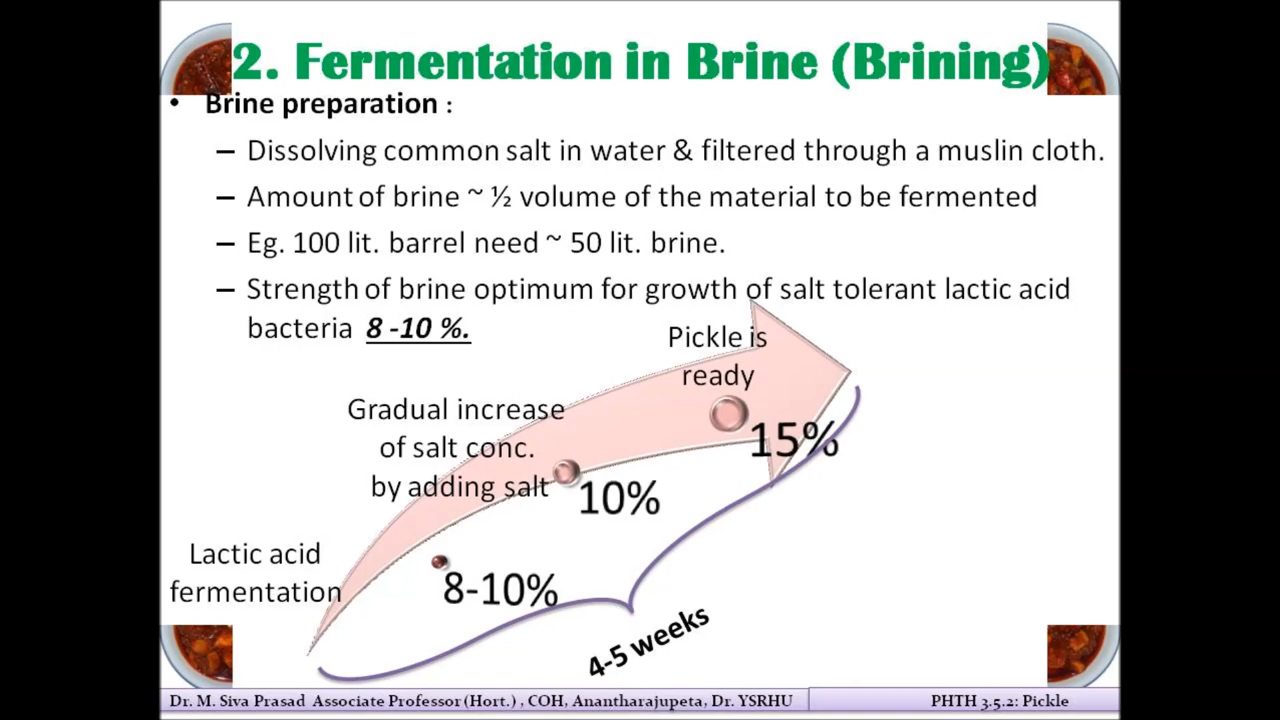 2. Fermentation in Brine (Brining)
• Brine preparation :
– Dissolving common salt in water & filtered through a muslin cloth.
– Amount of brine ~ ½ volume of the material to be fermented
– Eg. 100 lit. barrel need ~ 50 lit. brine.
– Strength of brine optimum for growth of salt tolerant lactic acid
bacteria 8 -10 %.
Pickle is
ready
15%
Gradual increase
of salt conc.
by adding salt
10%
Lactic acid
fermentation
8-10%
4-5 weeks
Dr. M. Siva Prasad Associate Professor (Hort.) , COH, Anantharajupeta, Dr. YSRHU
PHTH 3.5.2: Pickle